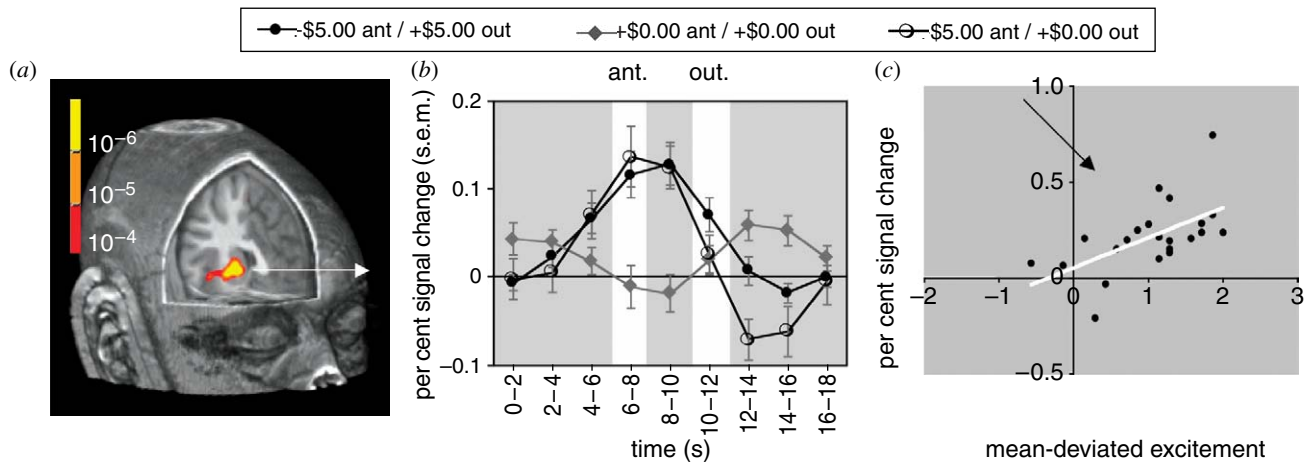 -$5.00 ant / +$5.00 out
+$0.00 ant / +$0.00 out
$5.00 ant / +$0.00 out
(a)
10–6
10–5
10–4
(b)
ant.
out.
per cent signal change (s.e.m.)
0.2
0.1
0
–0.1
0–2
2–4
4–6
6–8
8–10
10–12
12–14
14–16
16–18
time (s)
(c)
per cent signal change
1.0
0.5
0
–0.5
–2
–1
0
1
2
3
mean-deviated excitement